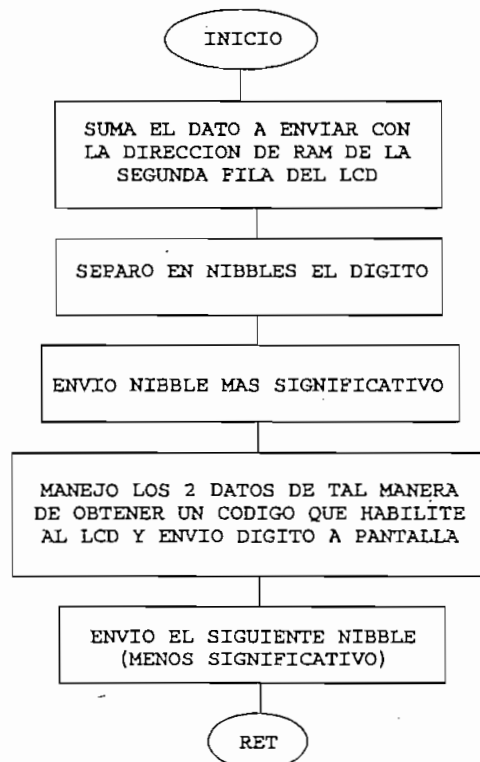 INICIO
SUMA EL DATO A ENVIAR CON
LA DIRECCION DE RAM DE LA
SEGUNDA FILA DEL LCD
SEPARO EN NIBBLES EL DIGITO
ENVIO NIBBLE MAS SIGNIFICATIVO
MANEJO LOS 2 DATOS DE TAL MANERA
DE OBTENER UN CODIGO QUE HABILITE
AL LCD Y ENVIO DIGITO A PANTALLA
ENVIO EL SIGUIENTE NIBBLE
(MENOS SIGNIFICATIVO)
RET